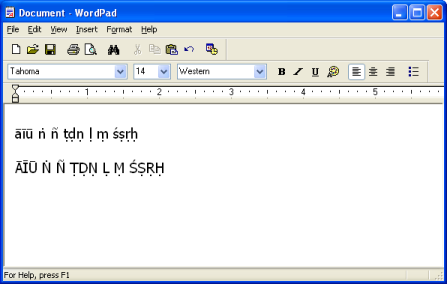 Document - WordPad
File Edit View Insert Format Help
Tahoma 14 Western B I U
1 2 3 4 5
āīū ṅ ñ ṭḍṇ ḷ ṃ śṣṛḥ
ĀĪŪ Ṅ Ñ ṬḌṆ Ḷ Ṃ ŚṢṚḤ
For Help, press F1